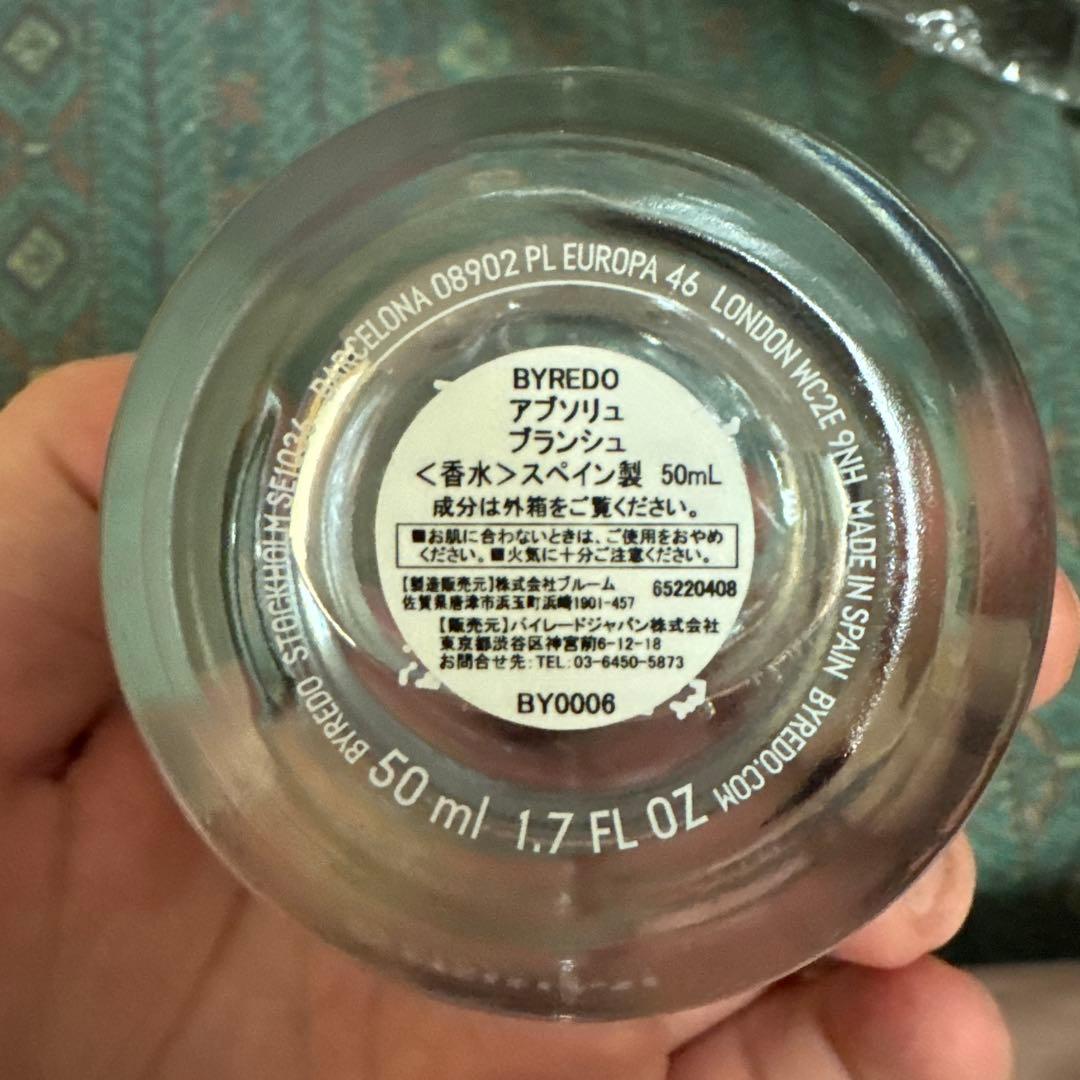 BYREDO
アブソリュ
ブランシュ
<香水>スペイン製 50mL
成分は外箱をご覧ください。
■お肌に合わないときは、ご使用をおやめ
ください。■火気に十分ご注意ください。
【製造販売元】株式会社ブルーム 65220408
佐賀県唐津市浜玉町浜崎1901-457
【販売元】バイレードジャパン株式会社
東京都渋谷区神宮前6-12-18
お問合せ先:TEL:03-6450-5873
BY0006
BYREDO STOCKHOLM BARCELONA 08902 PL EUROPA 46 LONDON WC2E 9NH MADE IN SPAIN BYREDO.COM
50 ml 1.7 FL OZ